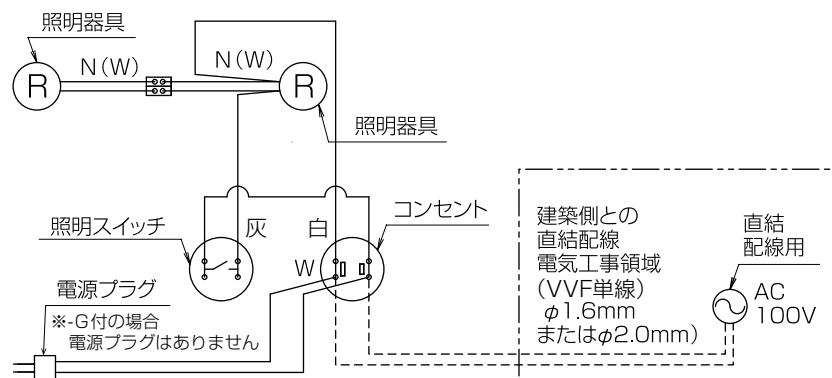 照明器具
N(W)
N(W)
R
R
照明器具
照明スイッチ
灰
白
コンセント
W
電源プラグ
※-G付の場合
電源プラグはありません
建築側との
直結配線
電気工事領域
(VVF単線)
φ1.6mm
またはφ2.0mm)
直結
配線用
AC
100V